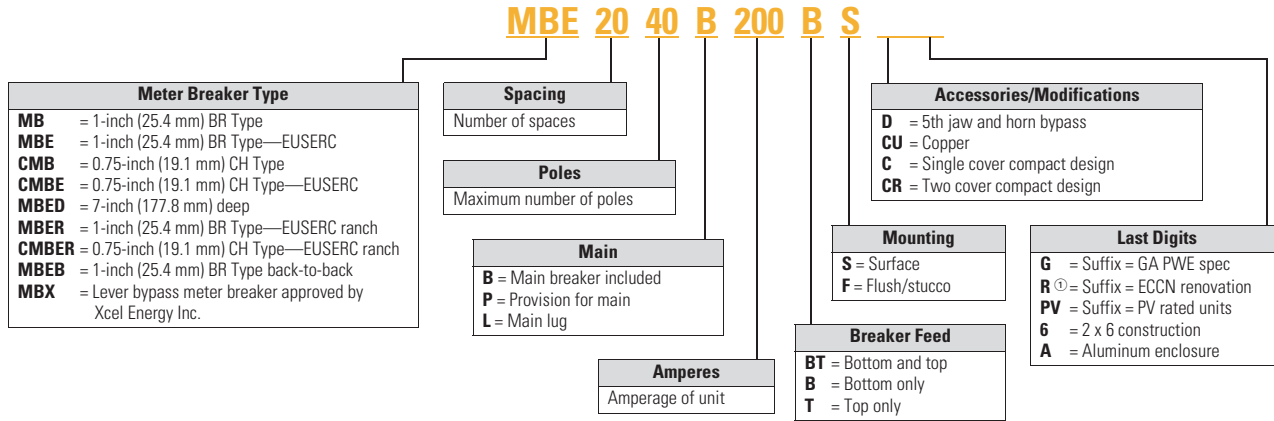 MBE 20 40 B 200 B S
Meter Breaker Type
MB = 1-inch (25.4 mm) BR Type
MBE = 1-inch (25.4 mm) BR Type—EUSERC
CMB = 0.75-inch (19.1 mm) CH Type
CMBE = 0.75-inch (19.1 mm) CH Type—EUSERC
MBED = 7-inch (177.8 mm) deep
MBER = 1-inch (25.4 mm) BR Type—EUSERC ranch
CMBER = 0.75-inch (19.1 mm) CH Type—EUSERC ranch
MBEB = 1-inch (25.4 mm) BR Type back-to-back
MBX = Lever bypass meter breaker approved by
Xcel Energy Inc.
Spacing
Number of spaces
Poles
Maximum number of poles
Main
B = Main breaker included
P = Provision for main
L = Main lug
Amperes
Amperage of unit
Accessories/Modifications
D = 5th jaw and horn bypass
CU = Copper
C = Single cover compact design
CR = Two cover compact design
Mounting
S = Surface
F = Flush/stucco
Breaker Feed
BT = Bottom and top
B = Bottom only
T = Top only
Last Digits
G = Suffix = GA PWE spec
R ① = Suffix = ECCN renovation
PV = Suffix = PV rated units
6 = 2 x 6 construction
A = Aluminum enclosure